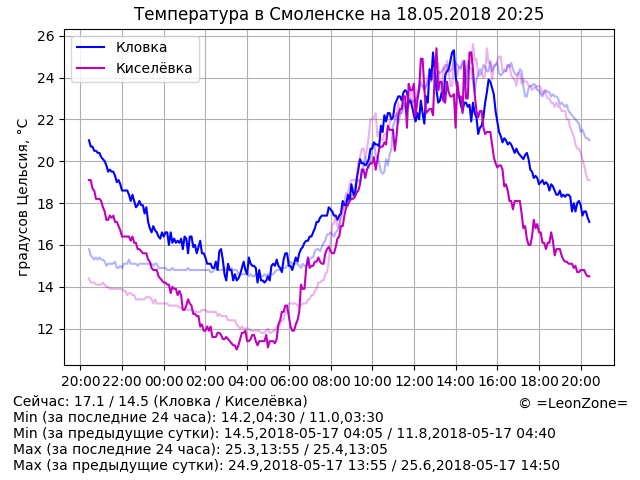 Температура в Смоленске на 18.05.2018 20:25
градусов Цельсия, °C
26
24
22
20
18
16
14
12
Кловка
Киселёвка
20:00 22:00 00:00 02:00 04:00 06:00 08:00 10:00 12:00 14:00 16:00 18:00 20:00
Сейчас: 17.1 / 14.5 (Кловка / Киселёвка)
© =LeonZone=
Min (за последние 24 часа): 14.2,04:30 / 11.0,03:30
Min (за предыдущие сутки): 14.5,2018-05-17 04:05 / 11.8,2018-05-17 04:40
Max (за последние 24 часа): 25.3,13:55 / 25.4,13:05
Max (за предыдущие сутки): 24.9,2018-05-17 13:55 / 25.6,2018-05-17 14:50